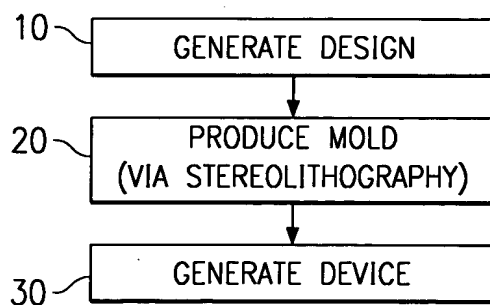 10
GENERATE DESIGN
20
PRODUCE MOLD
(VIA STEREOLITHOGRAPHY)
GENERATE DEVICE
30